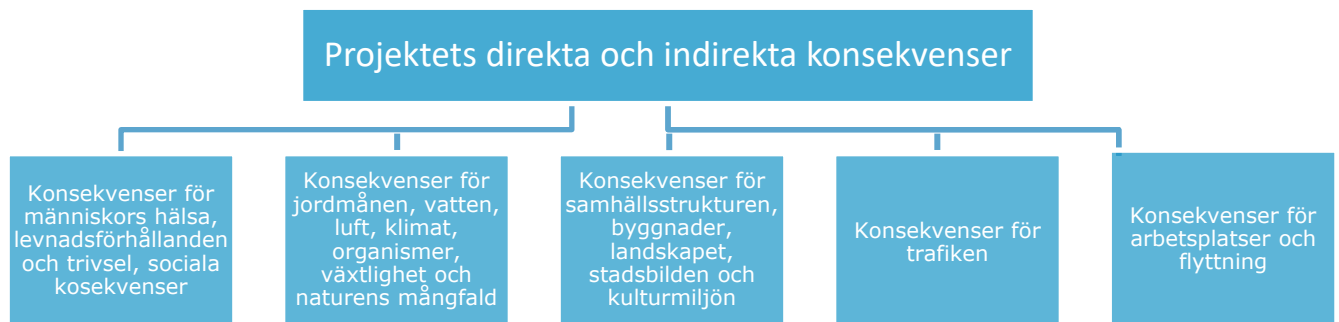 Projektets direkta och indirekta konsekvenser
Konsekvenser för
människors hälsa,
levnadsförhållanden
och trivsel, sociala
kosekvenser
Konsekvenser för
jordmånen, vatten,
luft, klimat,
organismer,
växtlighet och
naturens mångfald
Konsekvenser för
samhällsstrukturen,
byggnader,
landskapet,
stadsbilden och
kulturmiljön
Konsekvenser för
trafiken
Konsekvenser för
arbetsplatser och
flyttning